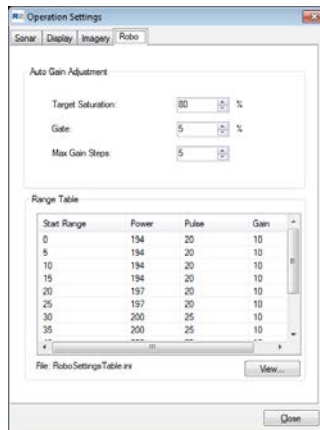 Operation Settings
Sonar Display Imagery Robo
Auto Gain Adjustment
Target Saturation: 80 %
Gate: 5 %
Max Gain Steps: 5
Range Table
Start Range Power Pulse Gain
0 194 20 10
5 194 20 10
10 194 20 10
15 194 20 10
20 197 20 10
25 197 20 10
30 200 25 10
35 200 25 10
File: RoboSettingsTable.ini View...
Close